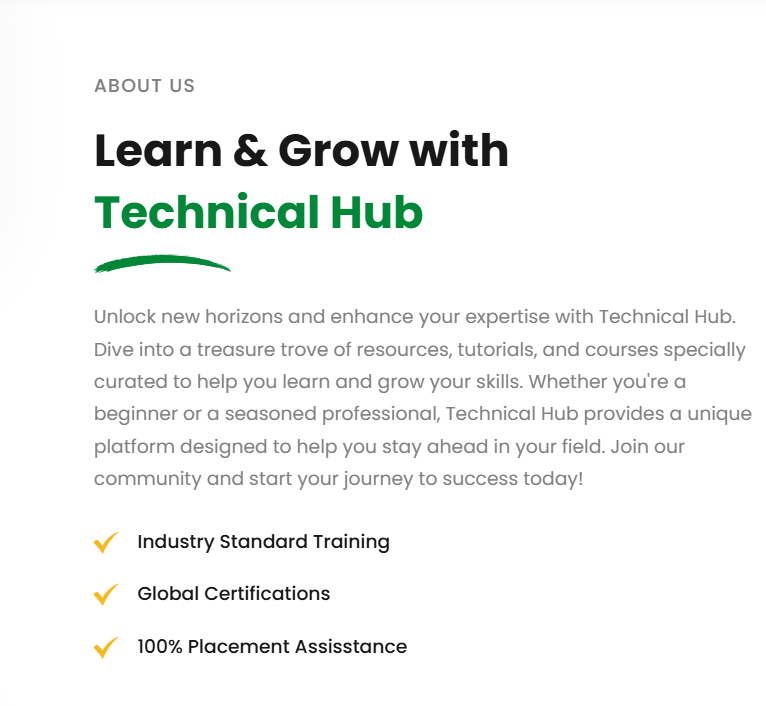 ABOUT US
Learn & Grow with
Technical Hub
Unlock new horizons and enhance your expertise with Technical Hub.
Dive into a treasure trove of resources, tutorials, and courses specially
curated to help you learn and grow your skills. Whether you're a
beginner or a seasoned professional, Technical Hub provides a unique
platform designed to help you stay ahead in your field. Join our
community and start your journey to success today!
Industry Standard Training
Global Certifications
100% Placement Assisstance